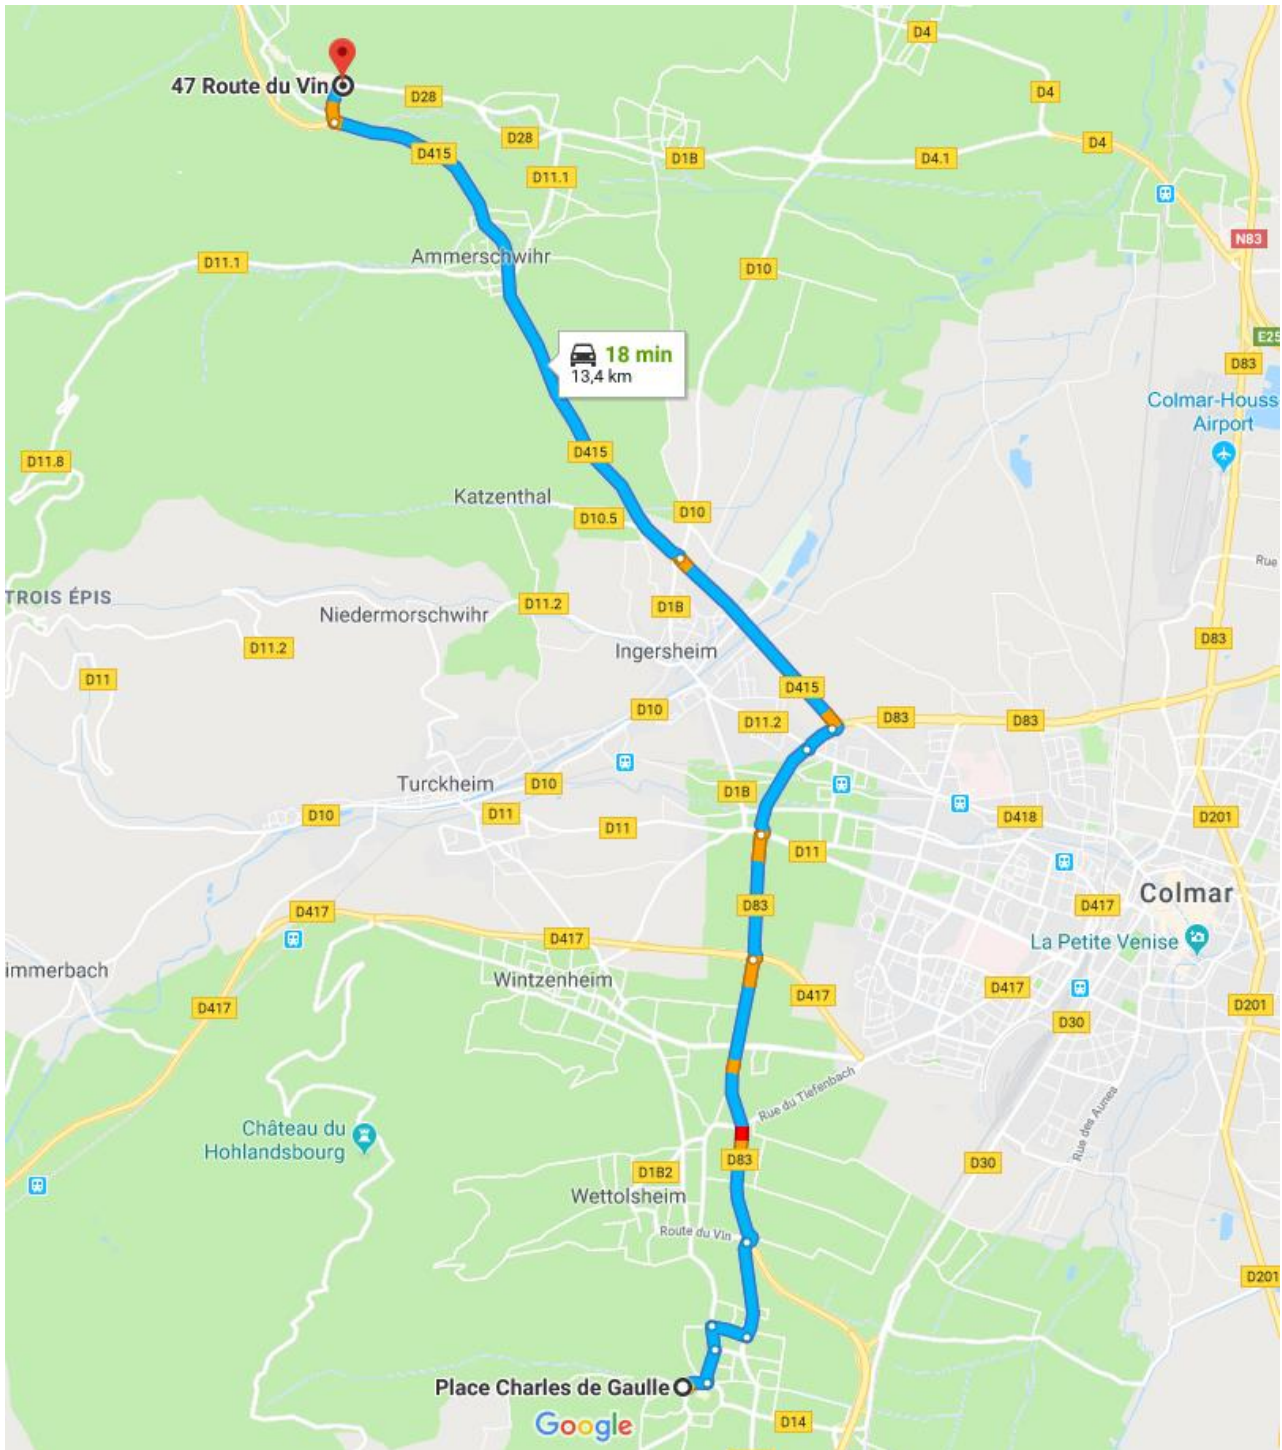 D4
47 Route du Vin
D28
D4
D28
D4
D415
D1B
D4.1
D11.1
N83
Ammerschwihr
D11.1
D10
E25
18 min
13,4 km
D83
Colmar-Houss
Airport
D415
D11.8
Katzenthal
D10.5
D10
Rue
TROIS ÉPIS
Niedermorschwihr
D11.2
D1B
D11.2
Ingersheim
D83
D11
D415
D10
D11.2
D83
D83
Turckheim
D10
D1B
D10
D11
D11
D418
D201
D11
Colmar
D417
D83
D417
D417
La Petite Venise
immerbach
Wintzenheim
D417
D417
D417
D201
D30
Rue du Tiefenbach
Rue des Aunes
Château du
Hohlandsbourg
D83
D30
D1B2
Wettolsheim
Route du Vin
D201
Place Charles de Gaulle
Google
D14